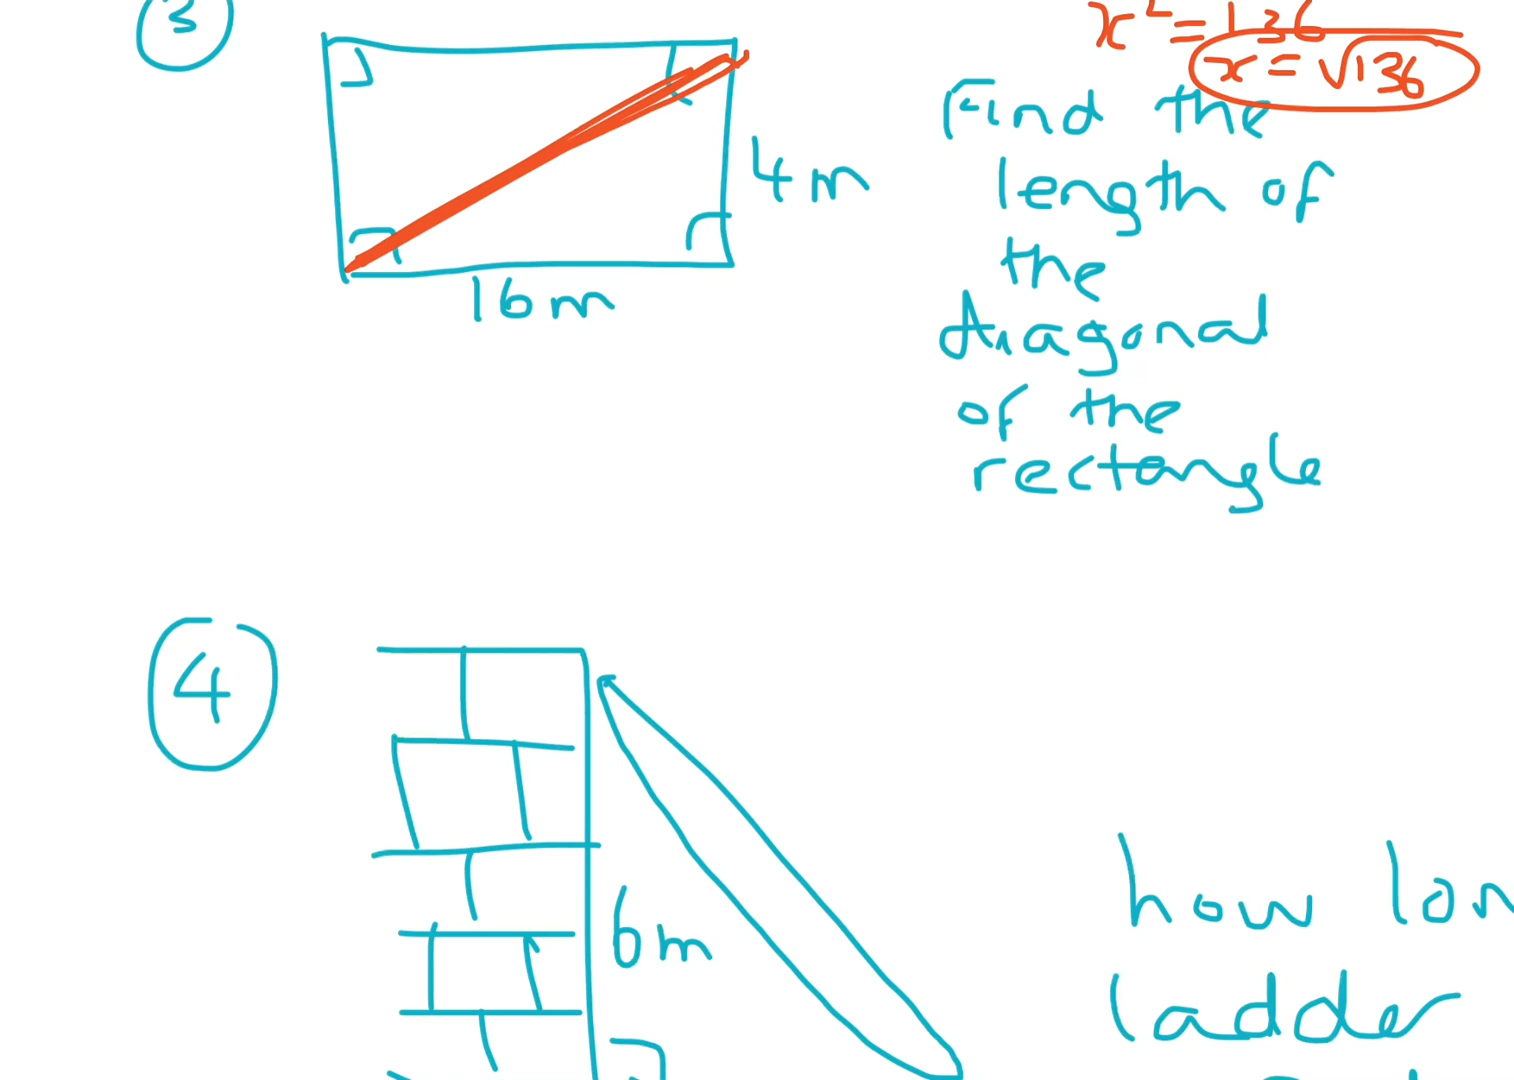 3
x² = 136
x = √136
4m
16m
Find the
length of
the
diagonal
of the
rectangle
4
6m
how lon
ladder